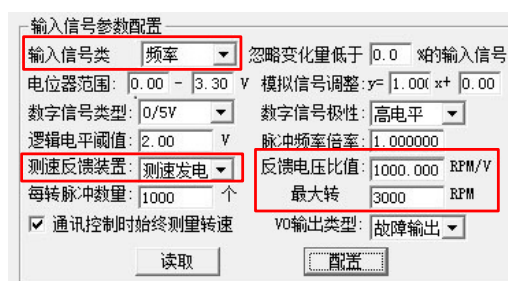 输入信号参数配置
输入信号类 频率 忽略变化量低于 0.0 %的输入信号
电位器范围: 0.00 - 3.30 V 模拟信号调整:y= 1.00( x+ 0.00
数字信号类型: 0/5V 数字信号极性: 高电平
逻辑电平阈值: 2.00 V 脉冲频率倍率: 1.000000
测速反馈装置: 测速发电 反馈电压比值: 1000.000 RPM/V
每转脉冲数量: 1000 个 最大转 3000 RPM
通讯控制时始终测量转速 VO输出类型: 故障输出
读取 配置